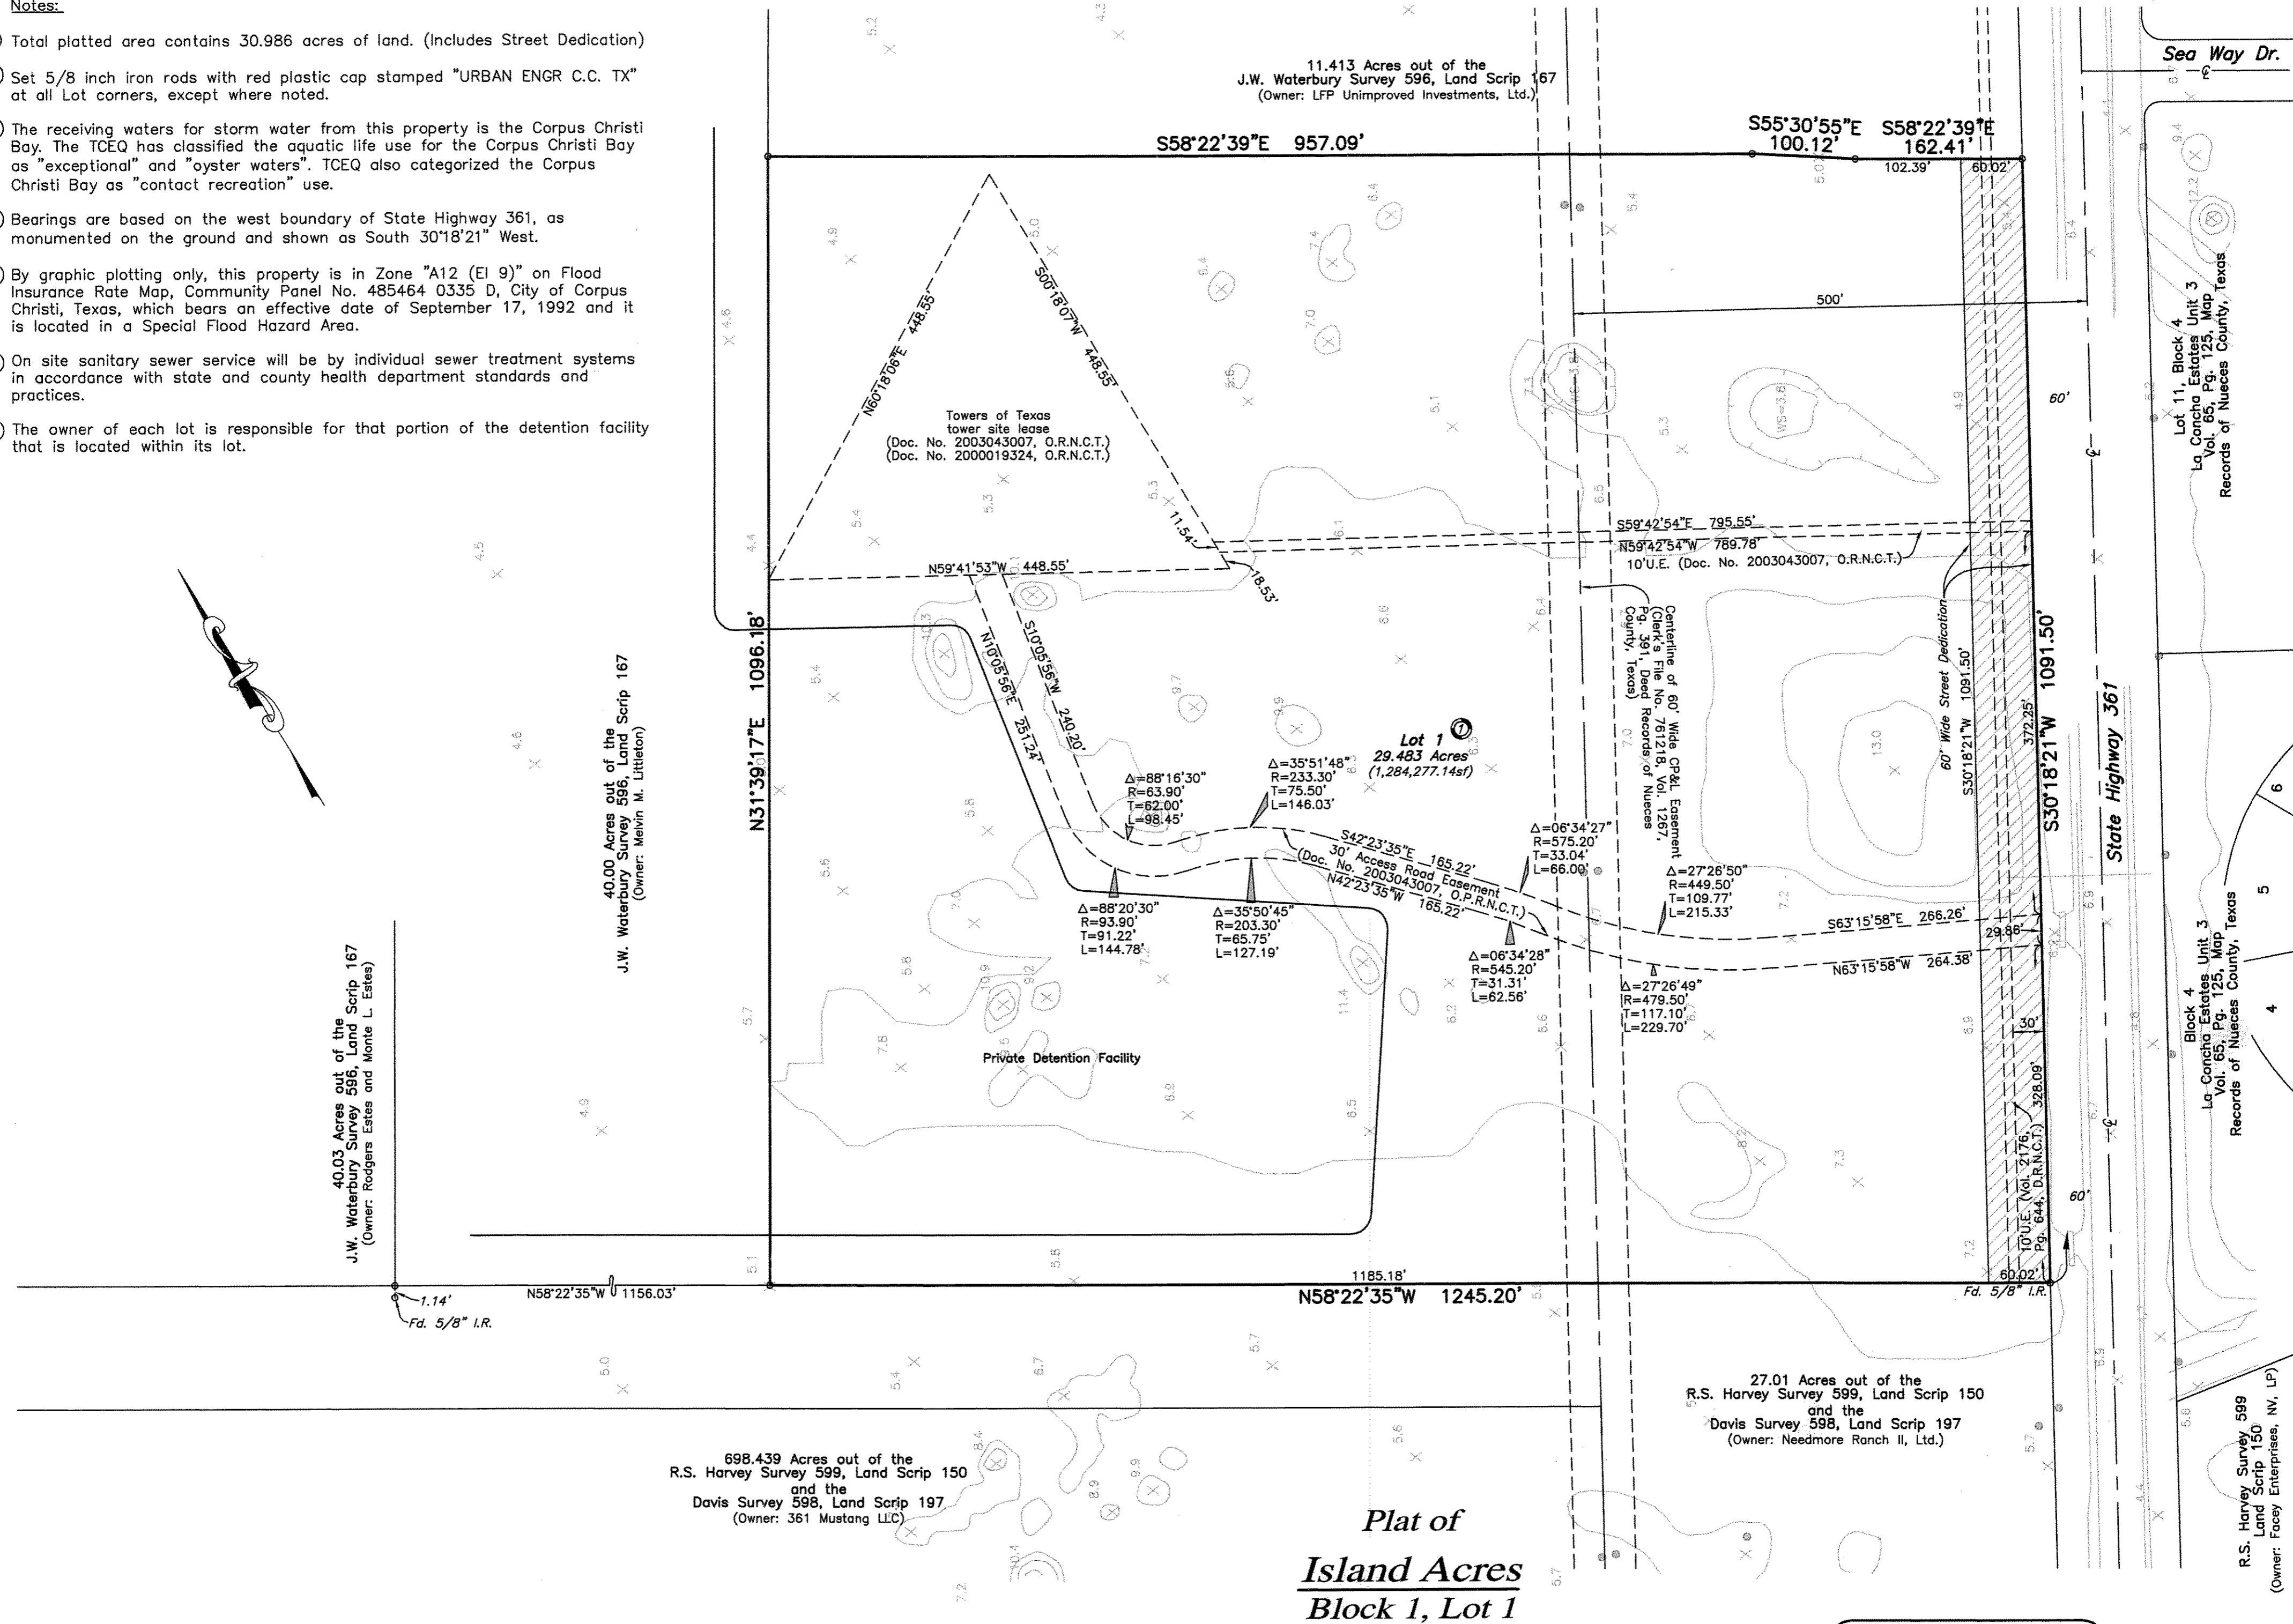 Notes:
Total platted area contains 30.986 acres of land. (Includes Street Dedication)
Set 5/8 inch iron rods with red plastic cap stamped "URBAN ENGR C.C. TX"
at all Lot corners, except where noted.
The receiving waters for storm water from this property is the Corpus Christi
Bay. The TCEQ has classified the aquatic life use for the Corpus Christi Bay
as "exceptional" and "oyster waters". TCEQ also categorized the Corpus
Christi Bay as "contact recreation" use.
Bearings are based on the west boundary of State Highway 361, as
monumented on the ground and shown as South 30°18'21" West.
By graphic plotting only, this property is in Zone "A12 (El 9)" on Flood
Insurance Rate Map, Community Panel No. 485464 0335 D, City of Corpus
Christi, Texas, which bears an effective date of September 17, 1992 and it
is located in a Special Flood Hazard Area.
On site sanitary sewer service will be by individual sewer treatment systems
in accordance with state and county health department standards and
practices.
The owner of each lot is responsible for that portion of the detention facility
that is located within its lot.
11.413 Acres out of the
J.W. Waterbury Survey 596, Land Scrip 167
(Owner: LFP Unimproved Investments, Ltd.)
Sea Way Dr.
S58°22'39"E 957.09'
S55°30'55"E
100.12'
S58°22'39"E
162.41'
102.39'
60.02'
500'
60'
Lot 11, Block 4
La Concha Estates Unit 3
Vol. 65, Pg. 125, Map
Records of Nueces County, Texas
N60°18'06"E 448.55'
S00°18'07"W 448.55'
Towers of Texas
tower site lease
(Doc. No. 2003043007, O.R.N.C.T.)
(Doc. No. 2000019324, O.R.N.C.T.)
11.54'
18.53'
N59°41'53"W 448.55'
S59°42'54"E 795.55'
N59°42'54"W 789.78'
10'U.E. (Doc. No. 2003043007, O.R.N.C.T.)
N31°39'17"E 1096.18'
N10°05'56"E 251.24'
S10°05'56"W 240.20'
Centerline of 60' Wide CP&L Easement
(Clerk's File No. 761218, Vol. 1267,
Pg. 391, Deed Records of Nueces
County, Texas)
60' Wide Street Dedication
S30°18'21"W 1091.50'
372.25'
S30°18'21"W 1091.50'
State Highway 361
Lot 1
1
29.483 Acres
(1,284,277.14sf)
Δ=88°16'30"
R=63.90'
T=62.00'
L=98.45'
Δ=35°51'48"
R=233.30'
T=75.50'
L=146.03'
S42°23'35"E 165.22'
30' Access Road Easement
(Doc. No. 2003043007, O.P.R.N.C.T.)
N42°23'35"W 165.22'
Δ=06°34'27"
R=575.20'
T=33.04'
L=66.00'
Δ=27°26'50"
R=449.50'
T=109.77'
L=215.33'
Δ=88°20'30"
R=93.90'
T=91.22'
L=144.78'
Δ=35°50'45"
R=203.30'
T=65.75'
L=127.19'
Δ=06°34'28"
R=545.20'
T=31.31'
L=62.56'
Δ=27°26'49"
R=479.50'
T=117.10'
L=229.70'
S63°15'58"E 266.26'
29.86'
N63°15'58"W 264.38'
30'
328.09'
10'U.E. (Vol. 2176,
Pg. 644, D.R.N.C.T.)
60'
Block 4
La Concha Estates Unit 3
Vol. 65, Pg. 125, Map
Records of Nueces County, Texas
6
5
4
40.00 Acres out of the
J.W. Waterbury Survey 596, Land Scrip 167
(Owner: Melvin M. Littleton)
40.03 Acres out of the
J.W. Waterbury Survey 596, Land Scrip 167
(Owner: Rodgers Estes and Monte L. Estes)
Private Detention Facility
1.14'
Fd. 5/8" I.R.
N58°22'35"W 1156.03'
1185.18'
N58°22'35"W 1245.20'
60.02'
Fd. 5/8" I.R.
27.01 Acres out of the
R.S. Harvey Survey 599, Land Scrip 150
and the
Davis Survey 598, Land Scrip 197
(Owner: Needmore Ranch II, Ltd.)
698.439 Acres out of the
R.S. Harvey Survey 599, Land Scrip 150
and the
Davis Survey 598, Land Scrip 197
(Owner: 361 Mustang LLC)
R.S. Harvey Survey 599
Land Scrip 150
(Owner: Facey Enterprises, NV, LP)
Plat of
Island Acres
Block 1, Lot 1